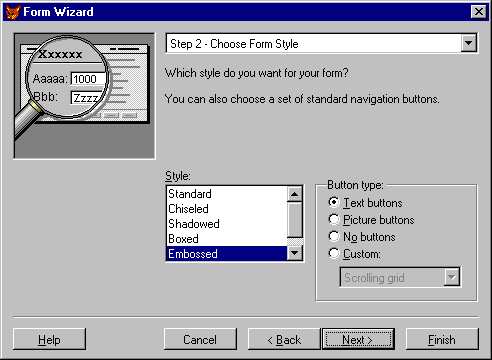 Form Wizard
Step 2 - Choose Form Style
Xxxxxx
Aaaaa: 1000
Bbb: Zzzz
Which style do you want for your form?
You can also choose a set of standard navigation buttons.
Style:
Standard
Chiseled
Shadowed
Boxed
Embossed
Button type:
Text buttons
Picture buttons
No buttons
Custom:
Scrolling grid
Help
Cancel
< Back
Next >
Finish